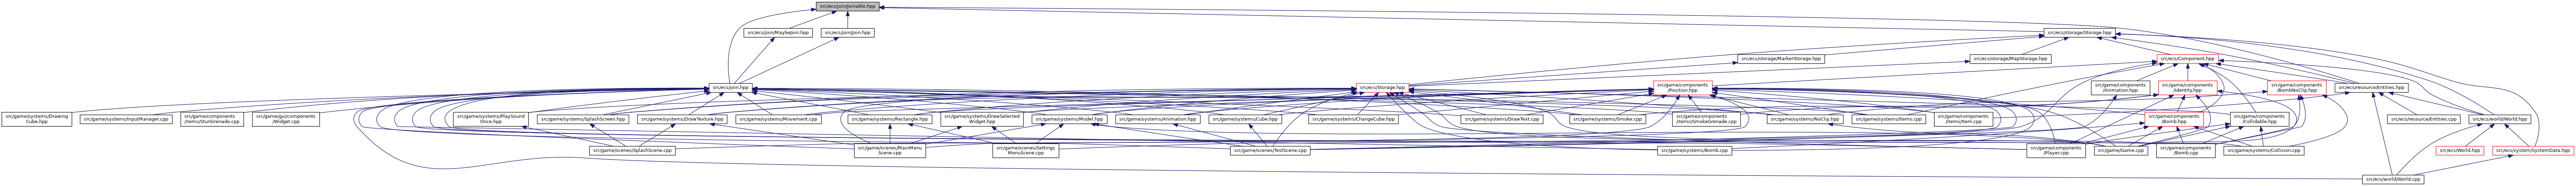 src/ecs/join/Joinable.hpp
src/ecs/join/MaybeJoin.hpp
src/ecs/join/Join.hpp
src/ecs/storage/Storage.hpp
src/ecs/storage/MarkerStorage.hpp
src/ecs/storage/MapStorage.hpp
src/ecs/Component.hpp
src/ecs/join.hpp
src/ecs/Storage.hpp
src/game/components
/Position.hpp
src/game/components
/Animation.hpp
src/game/components
/Identity.hpp
src/game/components
/BombNoClip.hpp
src/ecs/resource/Entities.hpp
src/game/systems/Drawing
Cube.hpp
src/game/systems/InputManager.cpp
src/game/components
/items/StunGrenade.cpp
src/game/gui/components
/Widget.cpp
src/game/systems/PlaySound
Once.hpp
src/game/systems/SplashScreen.hpp
src/game/systems/DrawTexture.hpp
src/game/systems/Movement.cpp
src/game/systems/Rectangle.hpp
src/game/systems/DrawSelected
Widget.hpp
src/game/systems/Model.hpp
src/game/systems/Animation.hpp
src/game/systems/Cube.hpp
src/game/systems/ChangeCube.hpp
src/game/systems/DrawText.cpp
src/game/systems/Smoke.cpp
src/game/components
/items/SmokeGrenade.cpp
src/game/systems/NoClip.hpp
src/game/systems/Items.cpp
src/game/components
/items/Item.cpp
src/game/components
/Bomb.hpp
src/game/components
/Collidable.hpp
src/ecs/resource/Entities.cpp
src/ecs/world/World.hpp
src/game/scenes/SplashScene.cpp
src/game/scenes/MainMenu
Scene.cpp
src/game/scenes/Settings
MenuScene.cpp
src/game/scenes/TestScene.cpp
src/game/systems/Bomb.cpp
src/game/components
/Player.cpp
src/game/Game.cpp
src/game/components
/Bomb.cpp
src/game/systems/Collision.cpp
src/ecs/World.hpp
src/ecs/system/SystemData.hpp
src/ecs/world/World.cpp